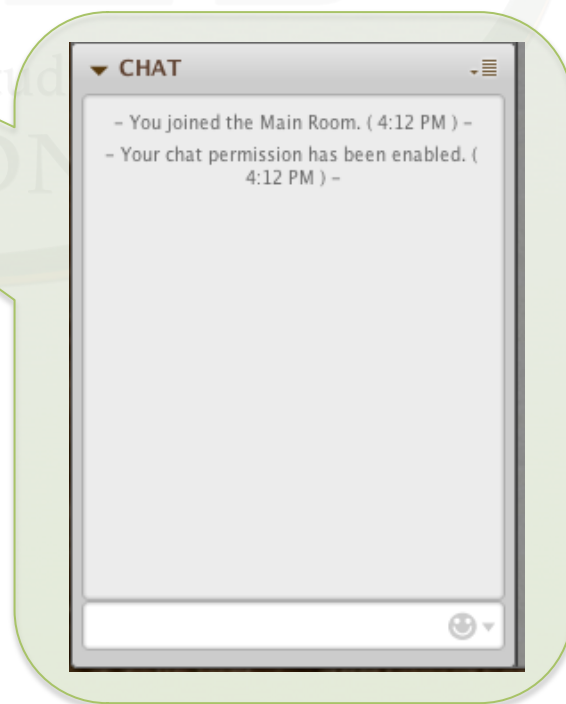 CHAT
– You joined the Main Room. ( 4:12 PM ) –
– Your chat permission has been enabled. (
4:12 PM ) –